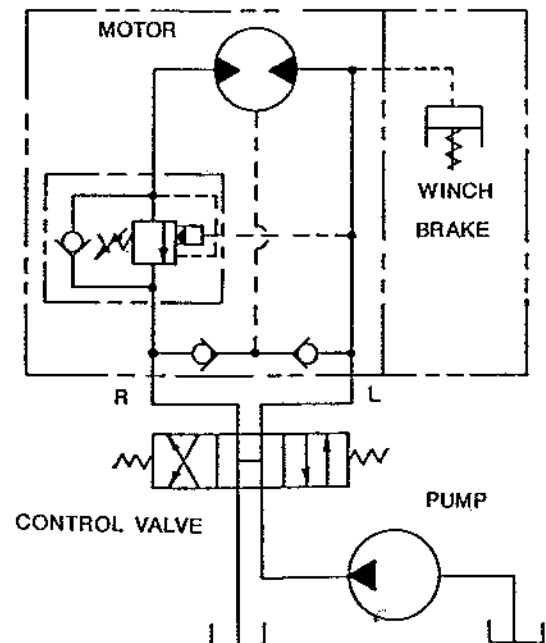 MOTOR
WINCH
BRAKE
R
L
PUMP
CONTROL VALVE